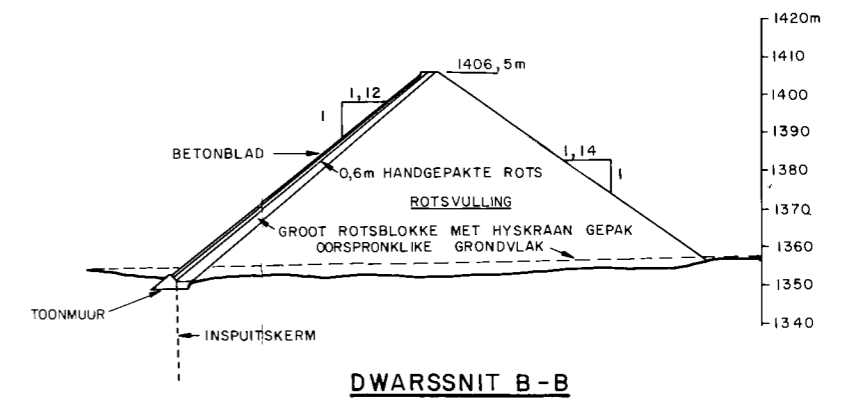 1420m
1410
1406,5m
1,12
1400
1
1390
BETONBLAD
1,14
0,6m HANDGEPAKTE ROTS
1380
1
ROTSVULLING
1370
GROOT ROTSBLOKKE MET HYSKRAAN GEPAK
OORSPRONKLIKE GRONDVLAK
1360
1350
TOONMUUR
1340
INSPUITSKERM
DWARSSNIT B-B